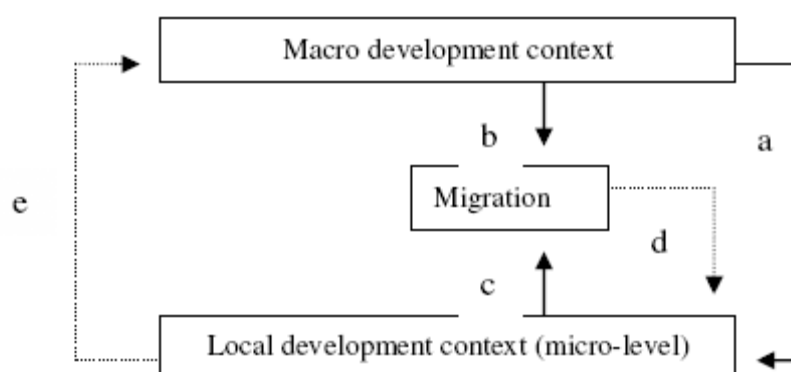 Macro development context
b
a
Migration
e
d
c
Local development context (micro-level)